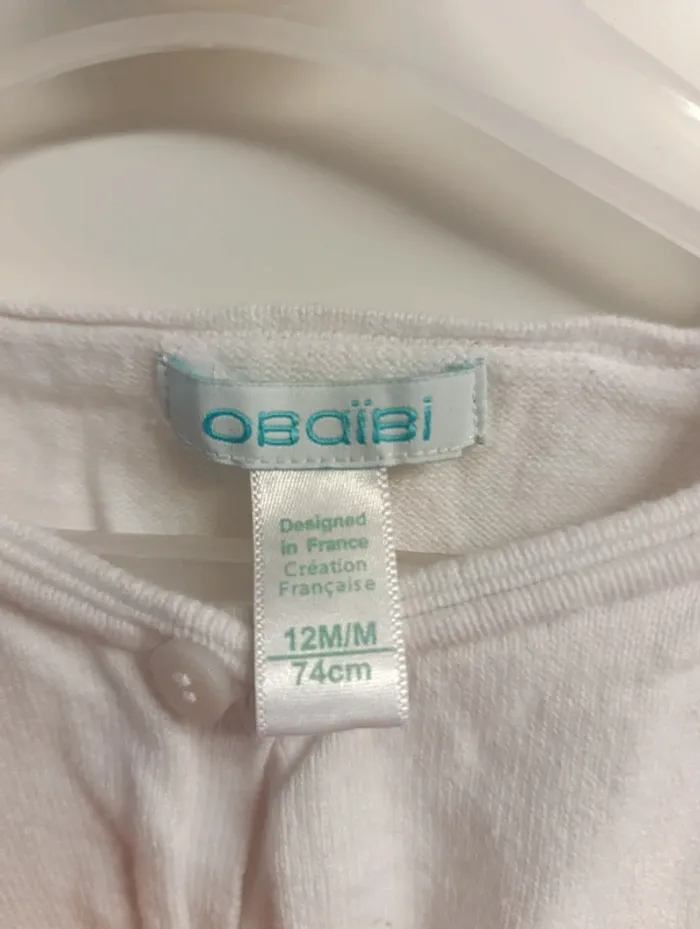 OBaïBi
Designed
in France
Création
Française
12M/M
74cm